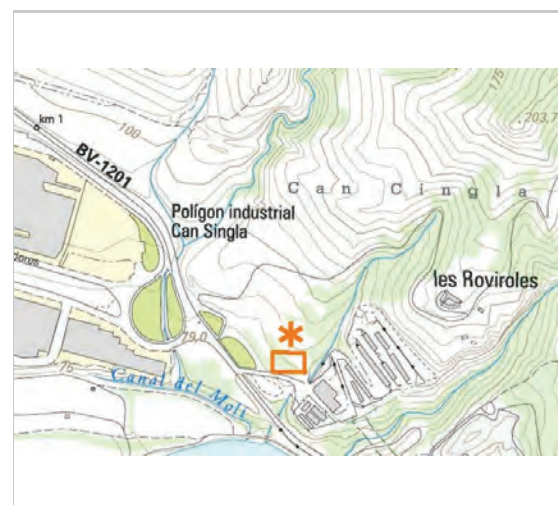 km 1
BV-1201
100
175
203,7
Can Cingla
Polígon industrial
Can Singla
les Roviroles
79,0
75
Canal del Molí